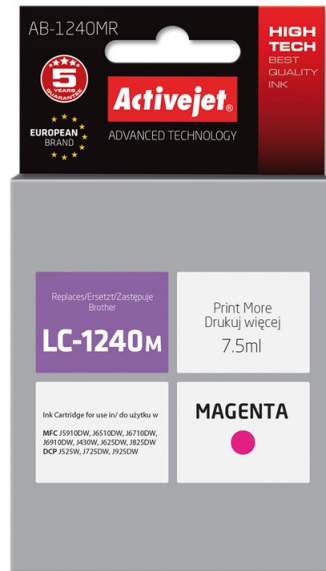 AB-1240MR
HIGH
TECH
BEST
QUALITY
INK
5
YEARS
GUARANTEE
EUROPEAN
BRAND
Activejet®
ADVANCED TECHNOLOGY
Replaces/Ersetzt/Zastępuje
Brother
LC-1240M
Print More
Drukuj więcej
7.5ml
Ink Cartridge for use in/ do użytku w
MFC J5910DW, J6510DW, J6710DW,
J6910DW, J430W, J625DW, J825DW
DCP J525W, J725DW, J925DW
MAGENTA